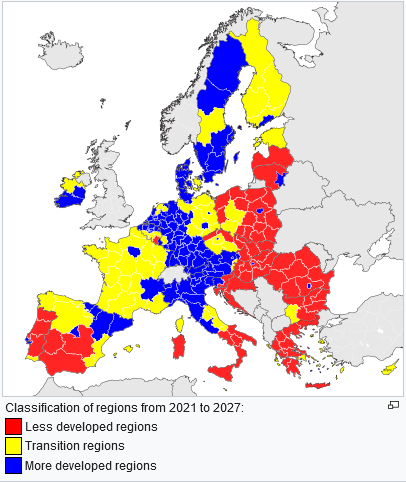 Classification of regions from 2021 to 2027:
Less developed regions
Transition regions
More developed regions